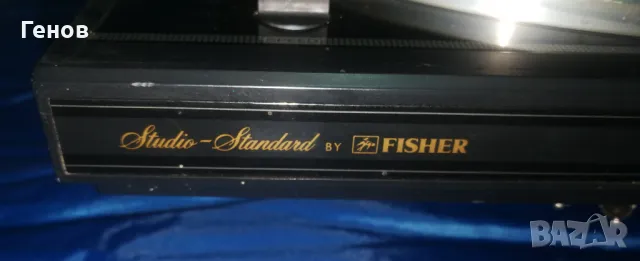 Генов
Studio-Standard BY FISHER
BAZAR